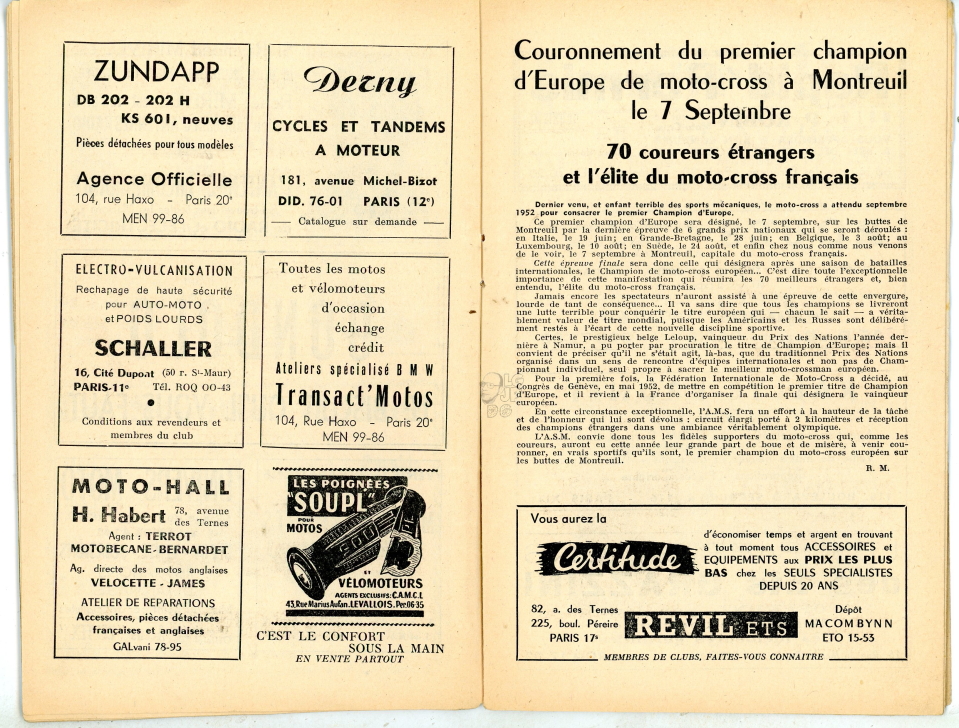 ZUNDAPP
DB 202 - 202 H
KS 601, neuves
Pièces détachées pour tous modèles
Agence Officielle
104, rue Haxo - Paris 20e
MEN 99-86
Derny
CYCLES ET TANDEMS
A MOTEUR
181, avenue Michel-Bizot
DID. 76-01 PARIS (12e)
Catalogue sur demande
ELECTRO-VULCANISATION
Rechapage de haute sécurité
pour AUTO-MOTO
et POIDS LOURDS
SCHALLER
16, Cité Dupont (50 r. St-Maur)
PARIS-11e Tél. ROQ 00-43
Conditions aux revendeurs et
membres du club
Toutes les motos
et vélomoteurs
d'occasion
échange
crédit
Ateliers spécialisé BMW
Transact'Motos
104, Rue Haxo - Paris 20e
MEN 99-86
MOTO-HALL
H. Habert 78, avenue
des Ternes
Agent : TERROT
MOTOBECANE-BERNARDET
Ag. directe des motos anglaises
VELOCETTE - JAMES
ATELIER DE REPARATIONS
Accessoires, pièces détachées
françaises et anglaises
GALvani 78-95
LES POIGNÉES
"SOUPL"
POUR
MOTOS
SOUPL
ET
VÉLOMOTEURS
AGENTS EXCLUSIFS: C.A.M.C.L
43, Rue Marius Aufan. LEVALLOIS. Per: 06-35
C'EST LE CONFORT
SOUS LA MAIN
EN VENTE PARTOUT
Couronnement du premier champion
d'Europe de moto-cross à Montreuil
le 7 Septembre
70 coureurs étrangers
et l'élite du moto-cross français
Dernier venu, et enfant terrible des sports mécaniques, le moto-cross a attendu septembre
1952 pour consacrer le premier Champion d'Europe.
Ce premier champion d'Europe sera désigné, le 7 septembre, sur les buttes de
Montreuil par la dernière épreuve de 6 grands prix nationaux qui se seront déroulés :
en Italie, le 19 juin; en Grande-Bretagne, le 28 juin; en Belgique, le 3 août; au
Luxembourg, le 10 août; en Suède, le 24 août, et enfin chez nous comme nous venons
de le voir, le 7 septembre à Montreuil, capitale du moto-cross français.
Cette épreuve finale sera donc celle qui désignera après une saison de batailles
internationales, le Champion de moto-cross européen... C'est dire toute l'exceptionnelle
importance de cette manifestation qui réunira les 70 meilleurs étrangers et, bien
entendu, l'élite du moto-cross français.
Jamais encore les spectateurs n'auront assisté à une épreuve de cette envergure,
lourde de tant de conséquence... Il va sans dire que tous les champions se livreront
une lutte terrible pour conquérir le titre européen qui — chacun le sait — a vérita-
blement valeur de titre mondial, puisque les Américains et les Russes sont délibéré-
ment restés à l'écart de cette nouvelle discipline sportive.
Certes, le prestigieux belge Leloup, vainqueur du Prix des Nations l'année der-
nière à Namur, a pu porter par procuration le titre de Champion d'Europe; mais il
convient de préciser qu'il ne s'était agit, là-bas, que du traditionnel Prix des Nations
organisé dans un sens de rencontre d'équipes internationales et non pas de Cham-
pionnat individuel, seul propre à sacrer le meilleur moto-crossman européen.
Pour la première fois, la Fédération Internationale de Moto-Cross a décidé, au
Congrès de Genève, en mai 1952, de mettre en compétition le premier titre de Champion
d'Europe, et il revient à la France d'organiser la finale qui désignera le vainqueur
européen.
En cette circonstance exceptionnelle, l'A.M.S. fera un effort à la hauteur de la tâche
et de l'honneur qui lui sont dévolus : circuit élargi porté à 2 kilomètres et réception
des champions étrangers dans une ambiance véritablement olympique.
L'A.S.M. convie donc tous les fidèles supporters du moto-cross qui, comme les
coureurs, auront eu cette année leur grande part de boue et de misère, à venir cou-
ronner, en vrais sportifs qu'ils sont, le premier champion du moto-cross européen sur
les buttes de Montreuil.
R. M.
Vous aurez la
Certitude
d'économiser temps et argent en trouvant
à tout moment tous ACCESSOIRES et
EQUIPEMENTS aux PRIX LES PLUS
BAS chez les SEULS SPECIALISTES
DEPUIS 20 ANS
82, a. des Ternes
225, boul. Péreire
PARIS 17e
REVIL ETS
Dépôt
MACOMBYNN
ETO 15-53
MEMBRES DE CLUBS, FAITES-VOUS CONNAITRE